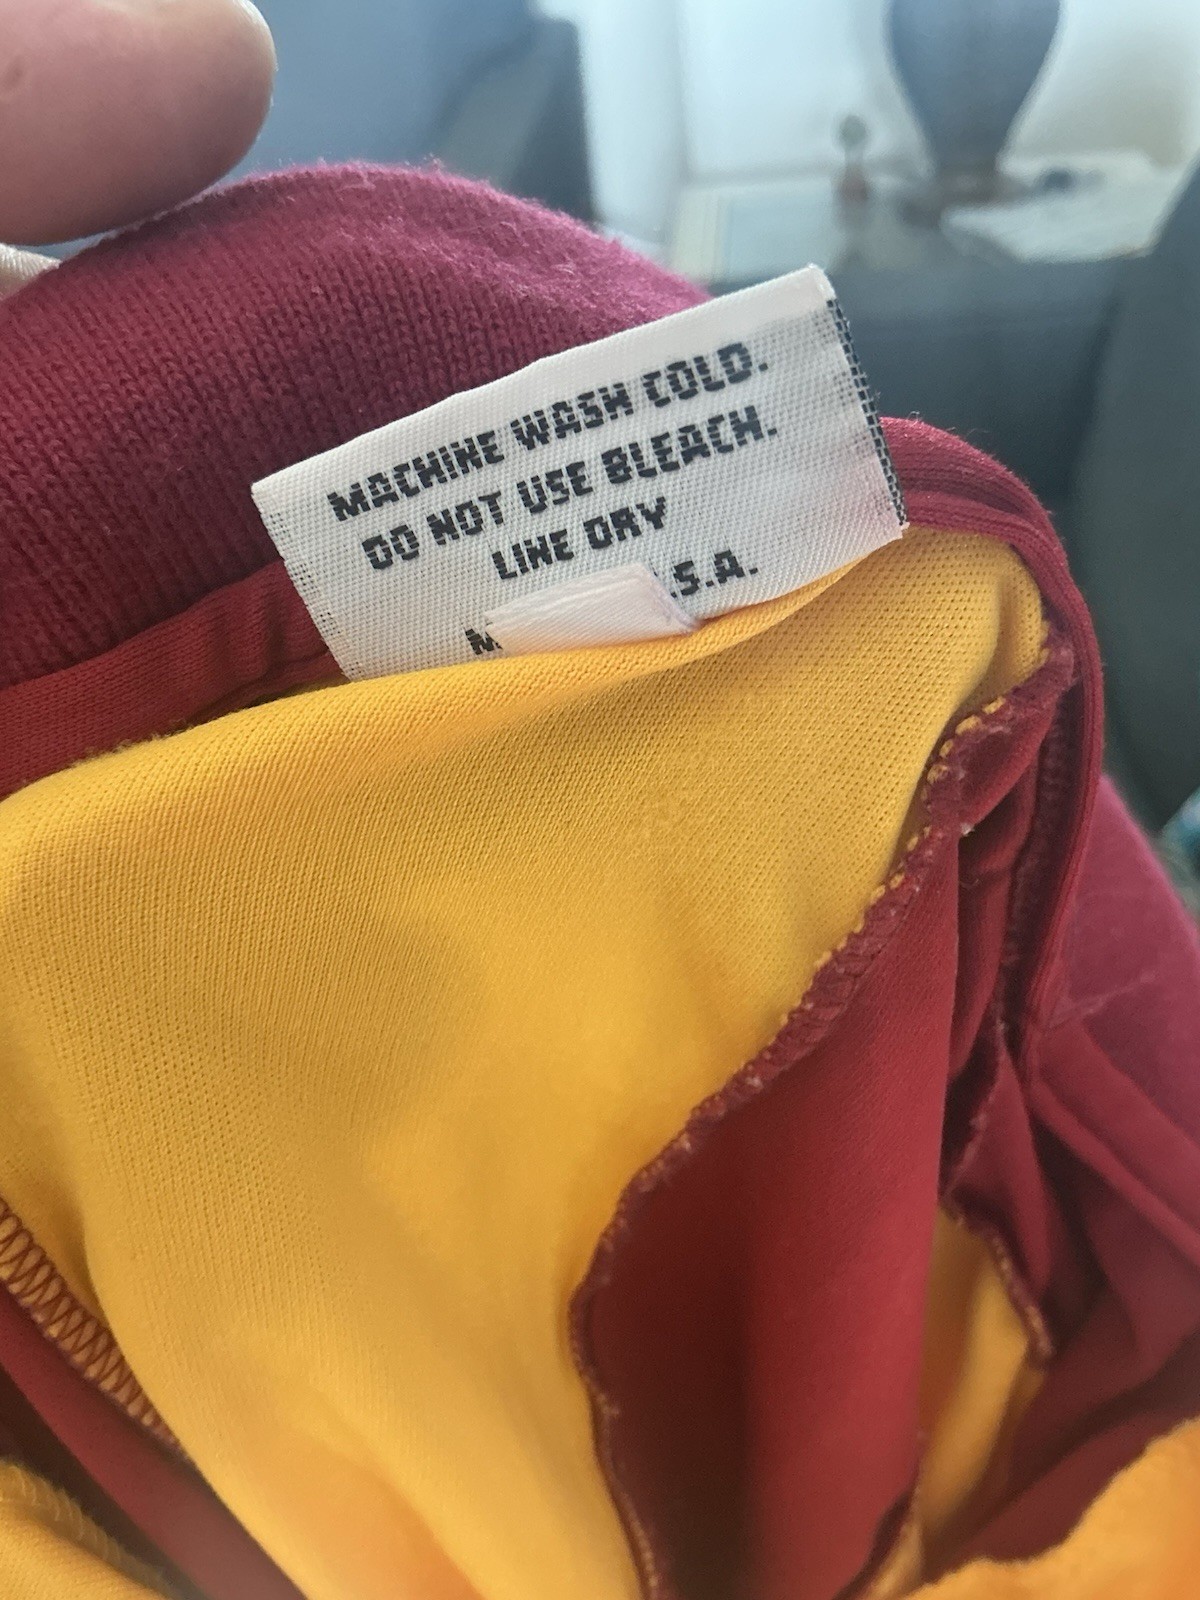 MACHINE WASH COLD.
DO NOT USE BLEACH.
LINE DRY
.S.A.